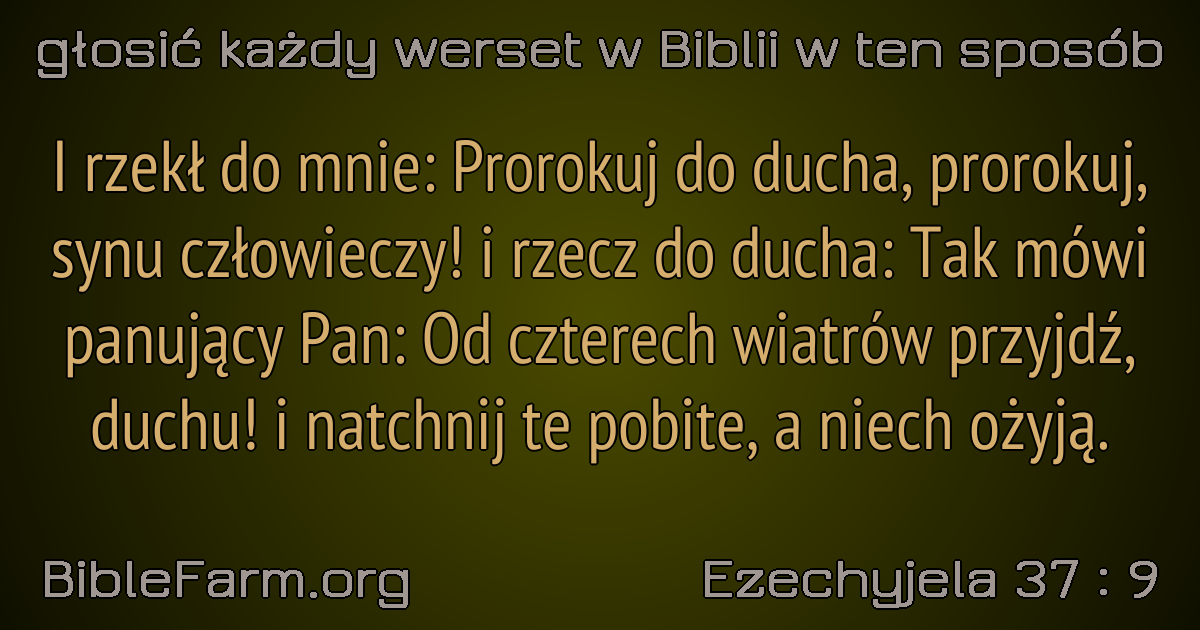 głosić każdy werset w Biblii w ten sposób
I rzekł do mnie: Prorokuj do ducha, prorokuj,
synu człowieczy! i rzecz do ducha: Tak mówi
panujący Pan: Od czterech wiatrów przyjdź,
duchu! i natchnij te pobite, a niech ożyją.
BibleFarm.org
Ezechyjela 37 : 9